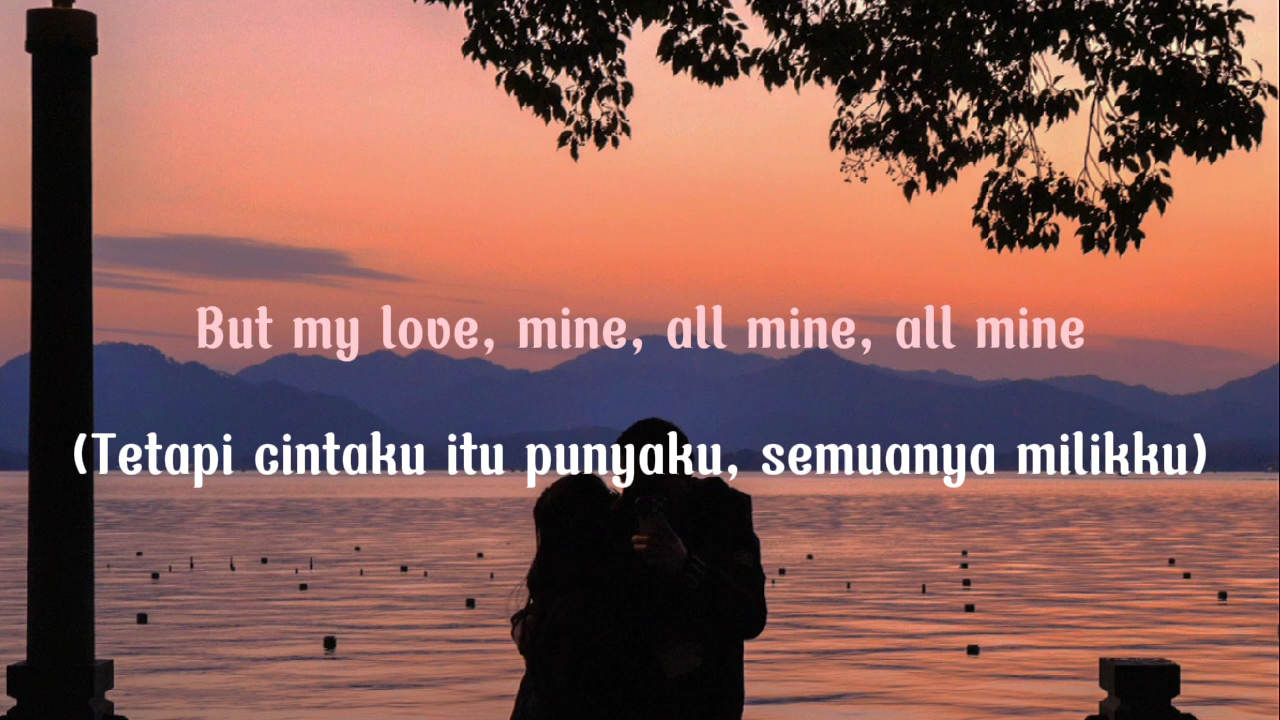 But my love, mine, all mine, all mine
(Tetapi cintaku itu punyaku, semuanya milikku)